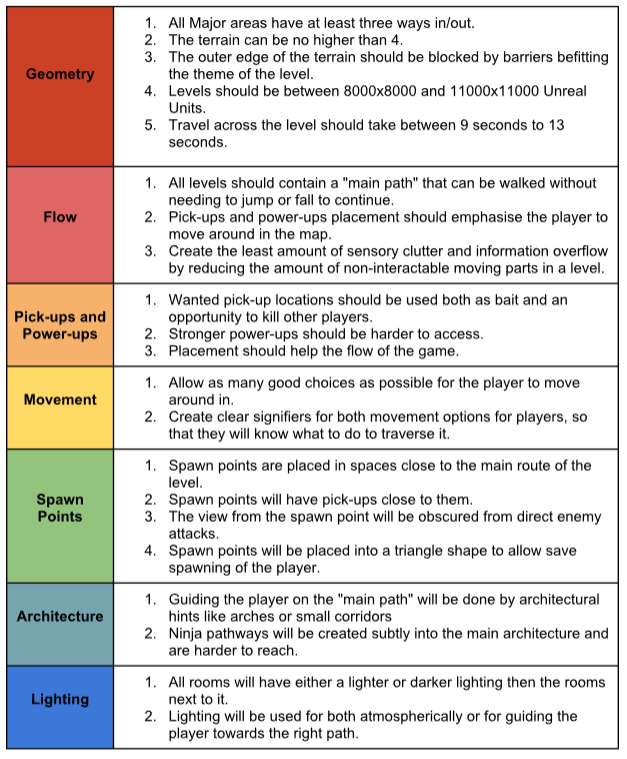 Geometry
1. All Major areas have at least three ways in/out.
2. The terrain can be no higher than 4.
3. The outer edge of the terrain should be blocked by barriers befitting
the theme of the level.
4. Levels should be between 8000x8000 and 11000x11000 Unreal
Units.
5. Travel across the level should take between 9 seconds to 13
seconds.
Flow
1. All levels should contain a "main path" that can be walked without
needing to jump or fall to continue.
2. Pick-ups and power-ups placement should emphasise the player to
move around in the map.
3. Create the least amount of sensory clutter and information overflow
by reducing the amount of non-interactable moving parts in a level.
Pick-ups and
Power-ups
1. Wanted pick-up locations should be used both as bait and an
opportunity to kill other players.
2. Stronger power-ups should be harder to access.
3. Placement should help the flow of the game.
Movement
1. Allow as many good choices as possible for the player to move
around in.
2. Create clear signifiers for both movement options for players, so
that they will know what to do to traverse it.
Spawn
Points
1. Spawn points are placed in spaces close to the main route of the
level.
2. Spawn points will have pick-ups close to them.
3. The view from the spawn point will be obscured from direct enemy
attacks.
4. Spawn points will be placed into a triangle shape to allow save
spawning of the player.
Architecture
1. Guiding the player on the "main path" will be done by architectural
hints like arches or small corridors
2. Ninja pathways will be created subtly into the main architecture and
are harder to reach.
Lighting
1. All rooms will have either a lighter or darker lighting then the rooms
next to it.
2. Lighting will be used for both atmospherically or for guiding the
player towards the right path.